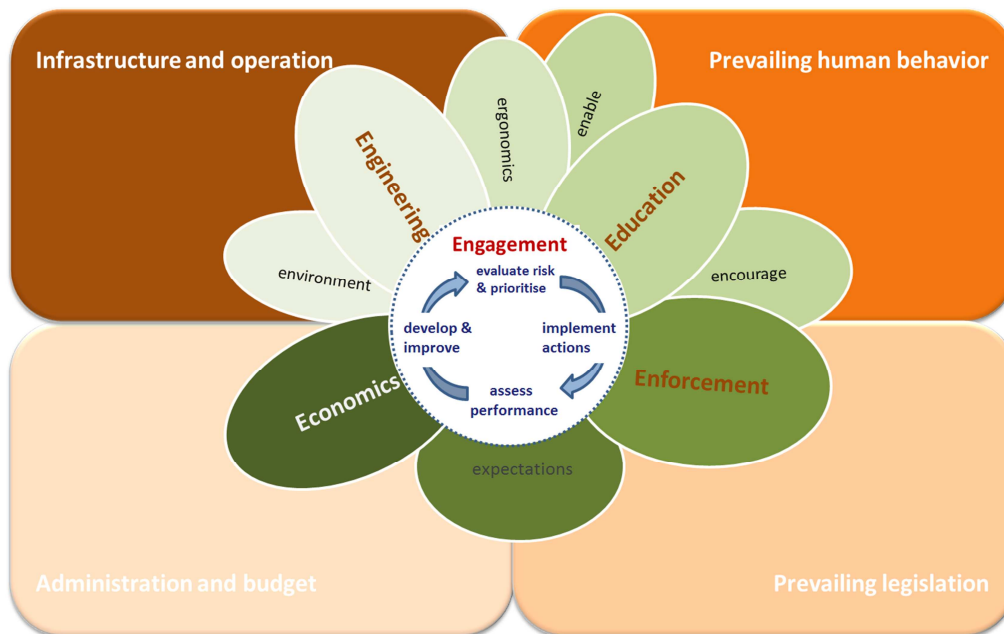 Infrastructure and operation
Prevailing human behavior
ergonomics
enable
Engineering
Education
environment
encourage
Engagement
evaluate risk
& prioritise
develop &
improve
implement
actions
assess
performance
Economics
Enforcement
expectations
Administration and budget
Prevailing legislation